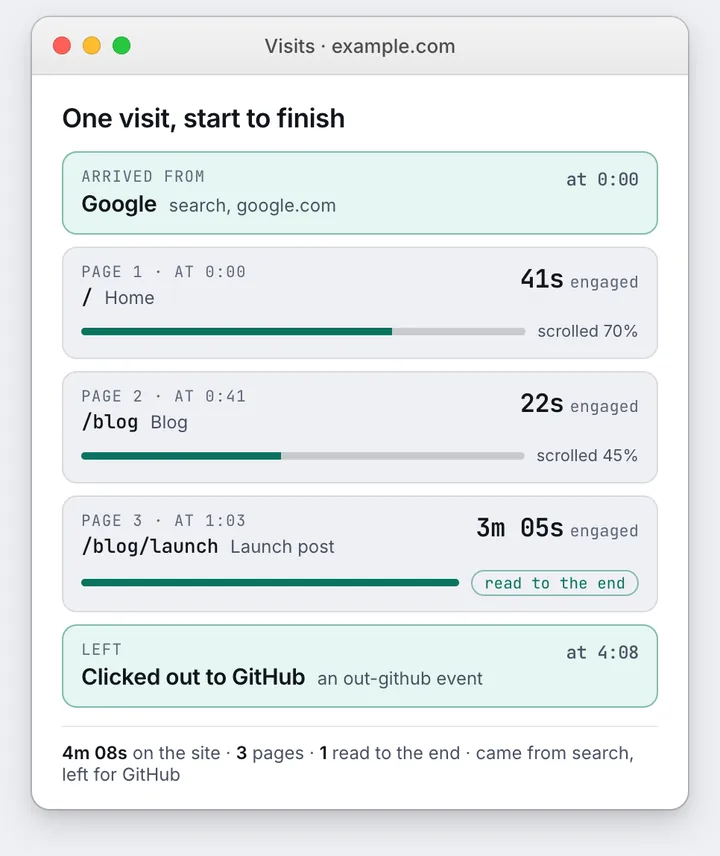 Visits · example.com
One visit, start to finish
ARRIVED FROM
at 0:00
Google search, google.com
PAGE 1 · AT 0:00
41s engaged
/ Home
scrolled 70%
PAGE 2 · AT 0:41
22s engaged
/blog Blog
scrolled 45%
PAGE 3 · AT 1:03
3m 05s engaged
/blog/launch Launch post
read to the end
LEFT
at 4:08
Clicked out to GitHub an out-github event
4m 08s on the site · 3 pages · 1 read to the end · came from search,
left for GitHub